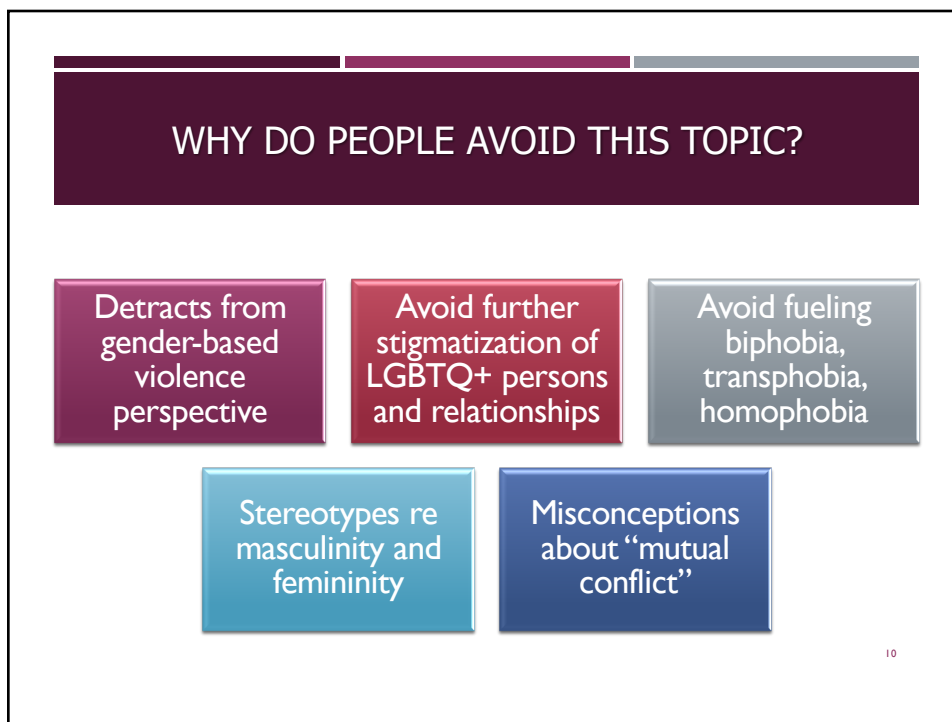 WHY DO PEOPLE AVOID THIS TOPIC?
Detracts from
gender-based
violence
perspective
Avoid further
stigmatization of
LGBTQ+ persons
and relationships
Avoid fueling
biphobia,
transphobia,
homophobia
Stereotypes re
masculinity and
femininity
Misconceptions
about “mutual
conflict”
10